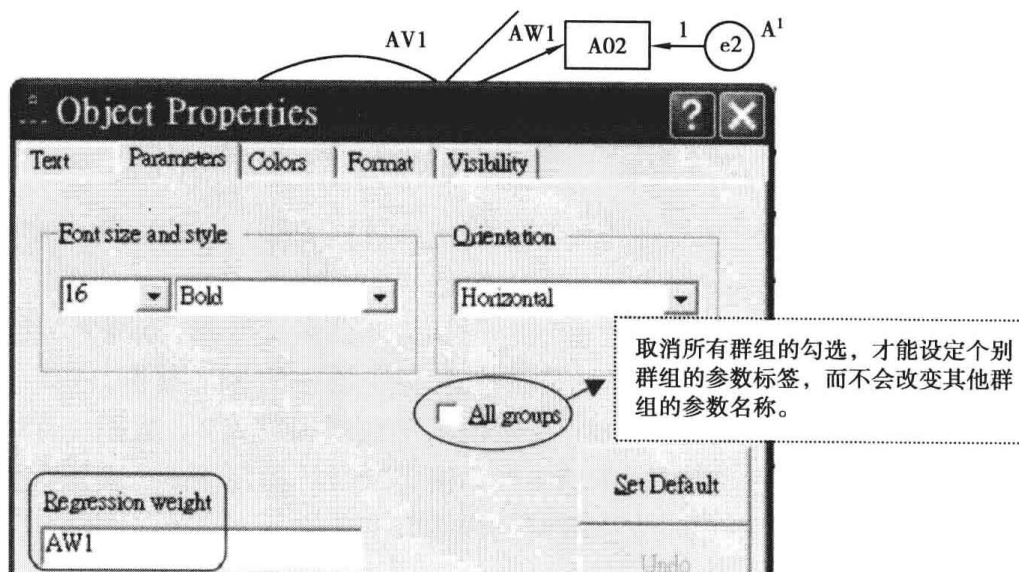 AV1
AW1
A02
1
e2
A¹
Object Properties
Text Parameters Colors Format Visibility
Font size and style
Orientation
16 Bold
Horizontal
取消所有群组的勾选，才能设定个别
群组的参数标签，而不会改变其他群
组的参数名称。
All groups
Set Default
Regression weight
AW1
Undo